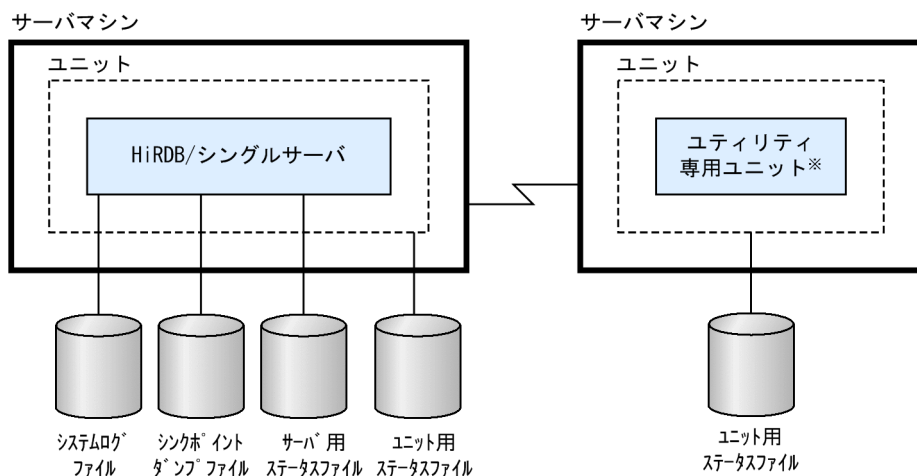 サーバマシン
サーバマシン
ユニット
ユニット
HiRDB/シングルサーバ
ユティリティ
専用ユニット※
システムログ
ファイル
シンクポイント
ダンプファイル
サーバ用
ステータスファイル
ユニット用
ステータスファイル
ユニット用
ステータスファイル